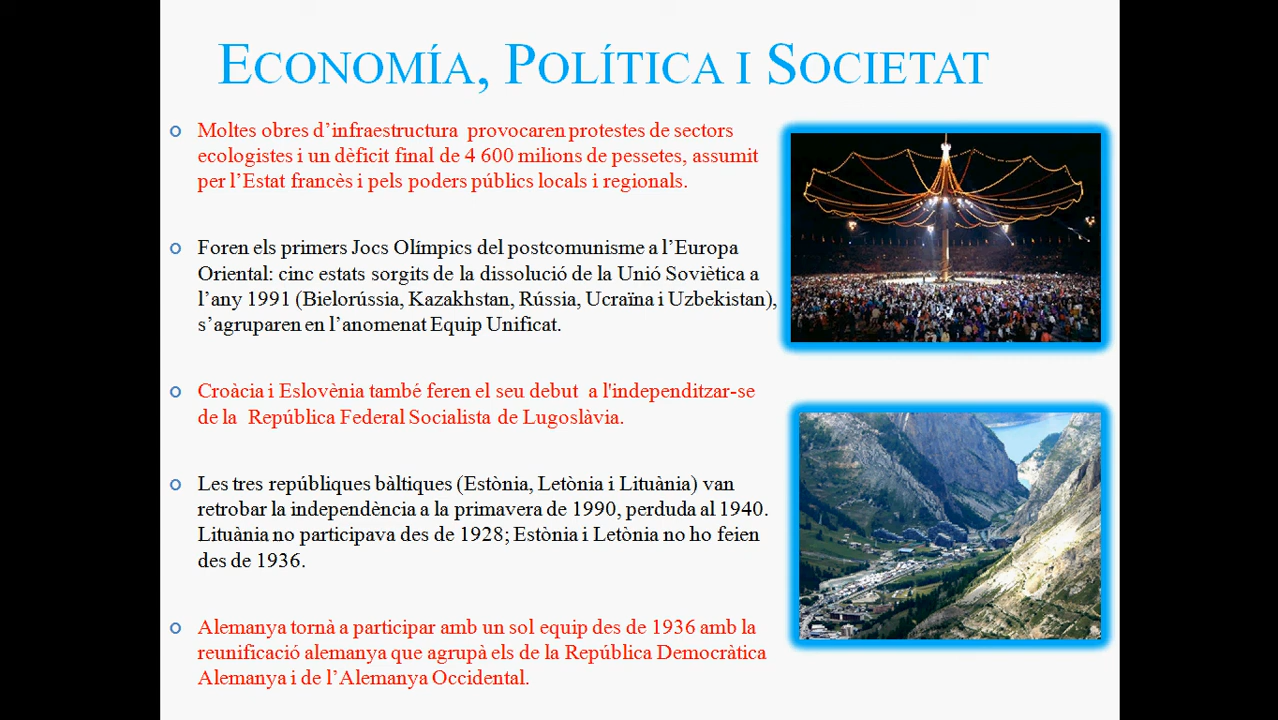 ECONOMÍA, POLÍTICA I SOCIETAT
Moltes obres d’infraestructura provocaren protestes de sectors
ecologistes i un dèficit final de 4 600 milions de pessetes, assumit
per l’Estat francès i pels poders públics locals i regionals.
Foren els primers Jocs Olímpics del postcomunisme a l’Europa
Oriental: cinc estats sorgits de la dissolució de la Unió Soviètica a
l’any 1991 (Bielorússia, Kazakhstan, Rússia, Ucraïna i Uzbekistan),
s’agruparen en l’anomenat Equip Unificat.
Croàcia i Eslovènia també feren el seu debut a l'independitzar-se
de la República Federal Socialista de Lugoslàvia.
Les tres repúbliques bàltiques (Estònia, Letònia i Lituània) van
retrobar la independència a la primavera de 1990, perduda al 1940.
Lituània no participava des de 1928; Estònia i Letònia no ho feien
des de 1936.
Alemanya tornà a participar amb un sol equip des de 1936 amb la
reunificació alemanya que agrupà els de la República Democràtica
Alemanya i de l’Alemanya Occidental.